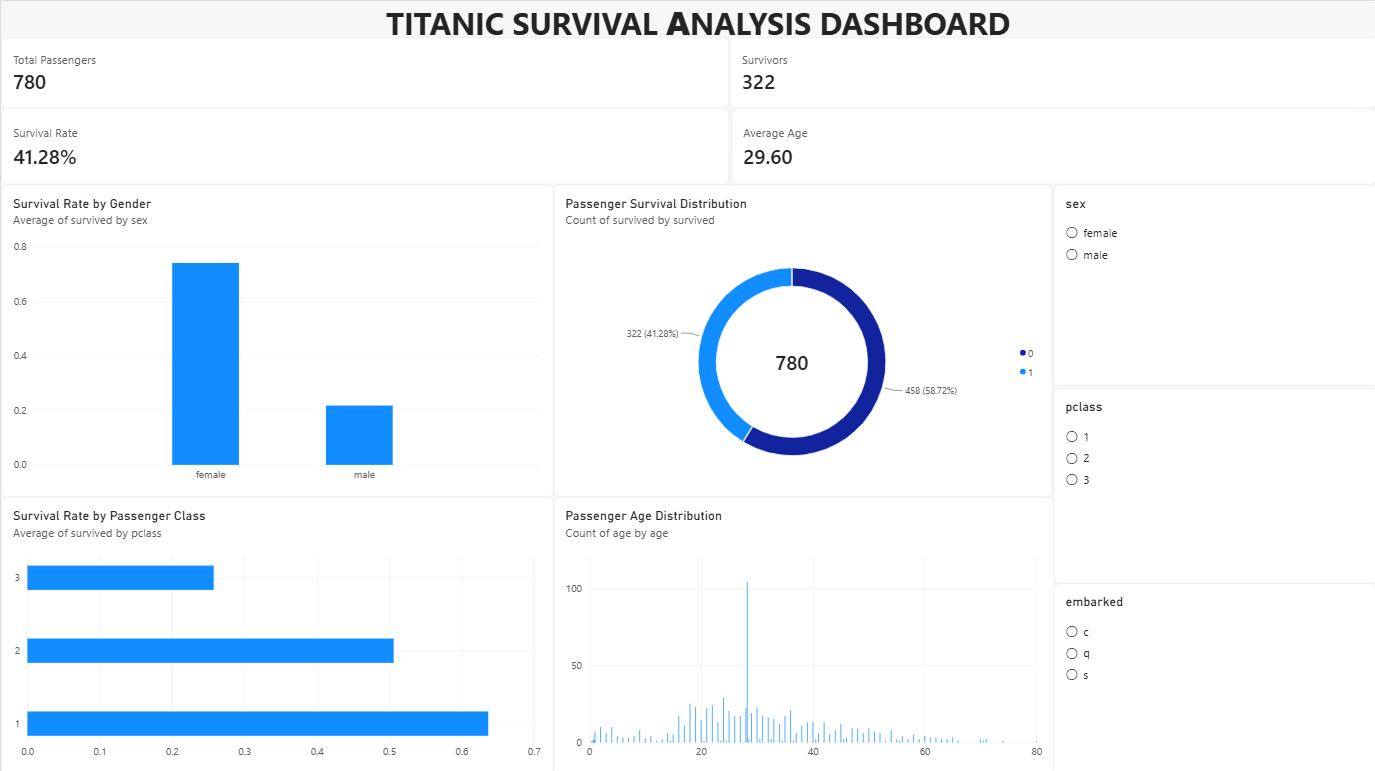 TITANIC SURVIVAL ANALYSIS DASHBOARD
Total Passengers
780
Survivors
322
Survival Rate
41.28%
Average Age
29.60
Survival Rate by Gender
Average of survived by sex
0.8
0.6
0.4
0.2
0.0
female
male
Passenger Survival Distribution
Count of survived by survived
322 (41.28%)
780
458 (58.72%)
0
1
sex
female
male
pclass
1
2
3
Survival Rate by Passenger Class
Average of survived by pclass
3
2
1
0.0 0.1 0.2 0.3 0.4 0.5 0.6 0.7
Passenger Age Distribution
Count of age by age
100
50
0
0 20 40 60 80
embarked
c
q
s